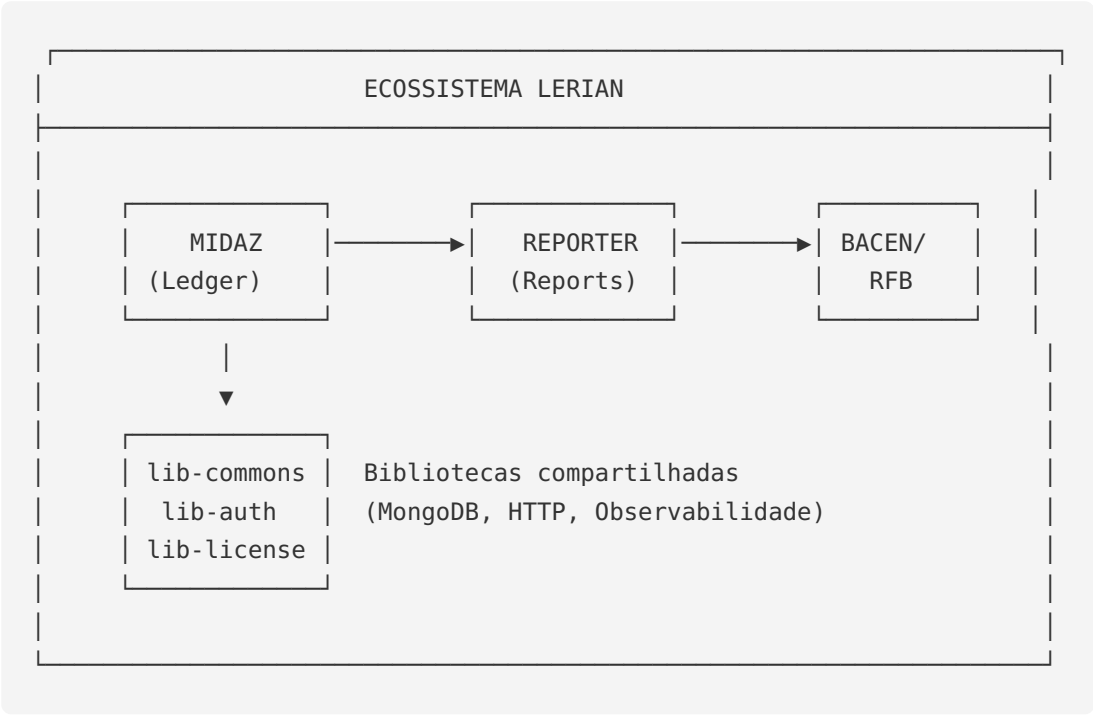 ECOSSISTEMA LERIAN
MIDAZ REPORTER BACEN/
(Ledger) (Reports) RFB
lib-commons Bibliotecas compartilhadas
lib-auth (MongoDB, HTTP, Observabilidade)
lib-license